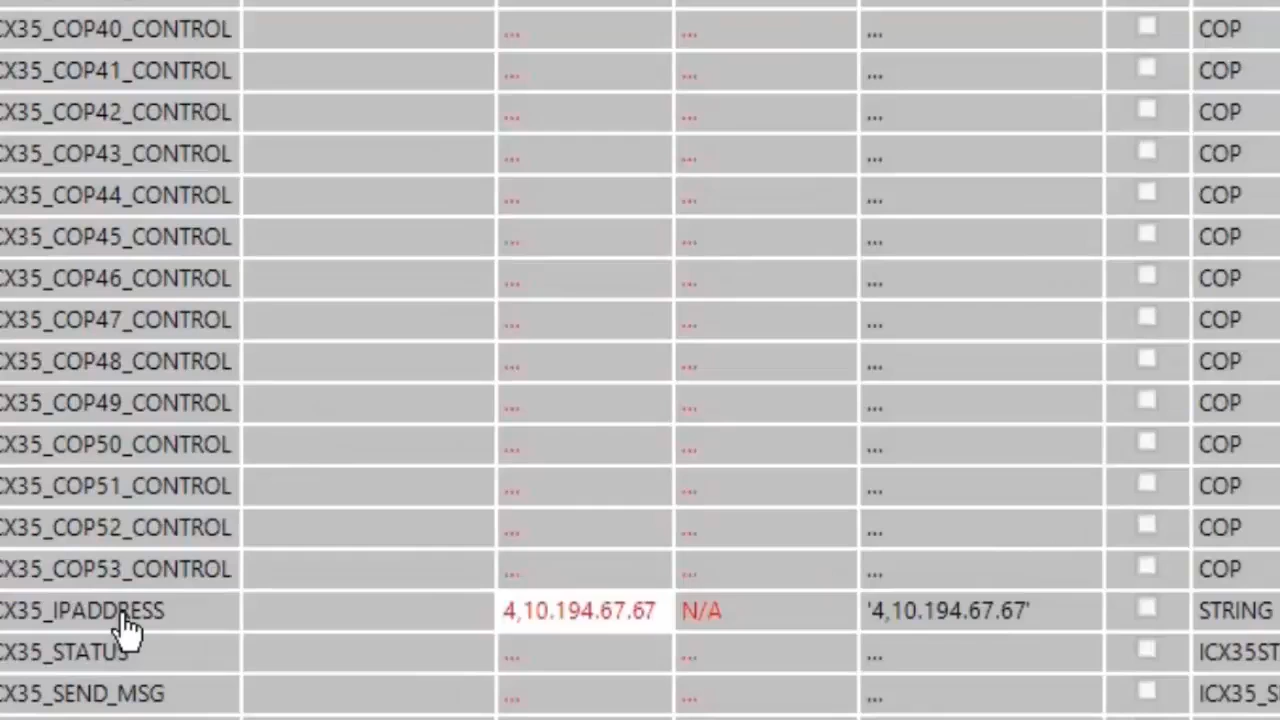 CX35_COP40_CONTROL ... ... ... COP
CX35_COP41_CONTROL ... ... ... COP
CX35_COP42_CONTROL ... ... ... COP
CX35_COP43_CONTROL ... ... ... COP
CX35_COP44_CONTROL ... ... ... COP
CX35_COP45_CONTROL ... ... ... COP
CX35_COP46_CONTROL ... ... ... COP
CX35_COP47_CONTROL ... ... ... COP
CX35_COP48_CONTROL ... ... ... COP
CX35_COP49_CONTROL ... ... ... COP
CX35_COP50_CONTROL ... ... ... COP
CX35_COP51_CONTROL ... ... ... COP
CX35_COP52_CONTROL ... ... ... COP
CX35_COP53_CONTROL ... ... ... COP
CX35_IPADDRESS 4,10.194.67.67 N/A '4,10.194.67.67' STRING
CX35_STATUS ... ... ... ICX35ST
CX35_SEND_MSG ... ... ... ICX35_S